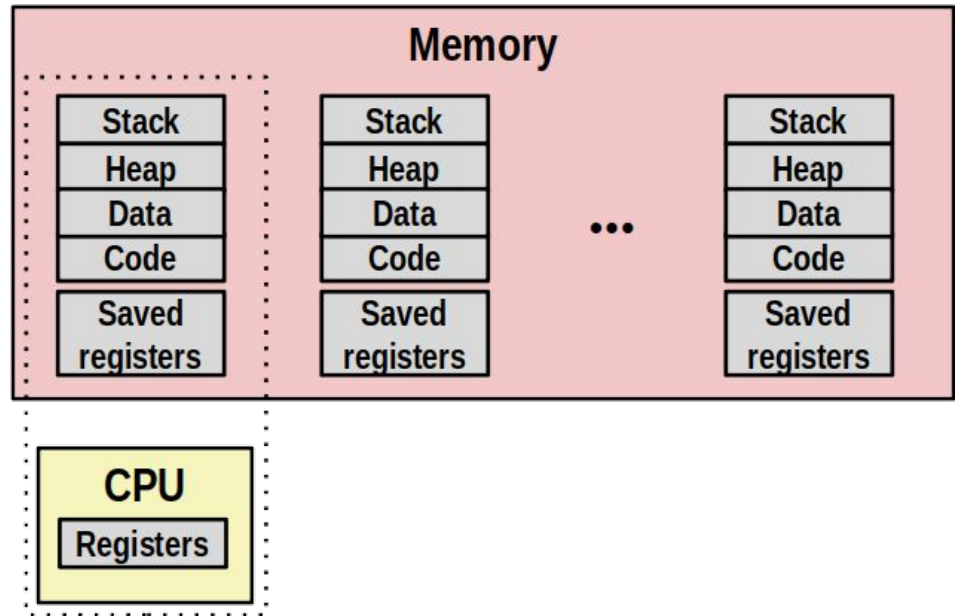 Memory
Stack
Heap
Data
Code
Saved
registers
Stack
Heap
Data
Code
Saved
registers
...
Stack
Heap
Data
Code
Saved
registers
CPU
Registers